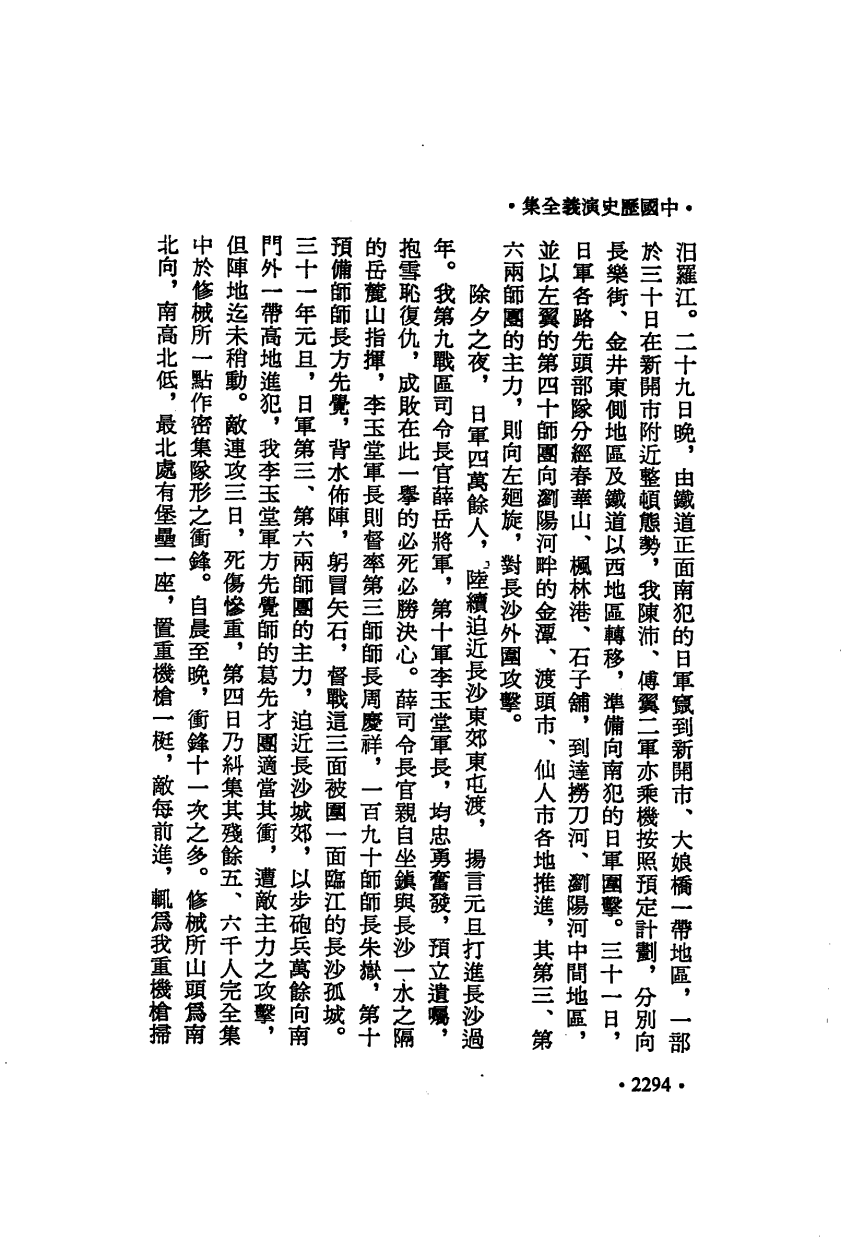 •中國歷史演義全集•
汨羅江。二十九日晚，由鐵道正面南犯的日軍竄到新開市、大娘橋一帶地區，一部
於三十日在新開市附近整頓態勢，我陳沛、傅翼二軍亦乘機按照預定計劃，分別向
長樂街、金井東側地區及鐵道以西地區轉移，準備向南犯的日軍圍擊。三十一日，
日軍各路先頭部隊分經春華山、楓林港、石子舖，到達撈刀河、瀏陽河中間地區，
並以左翼的第四十師團向瀏陽河畔的金潭、渡頭市、仙人市各地推進，其第三、第
六兩師團的主力，則向左廻旋，對長沙外圍攻擊。
除夕之夜，日軍四萬餘人，陸續迫近長沙東郊東屯渡，揚言元旦打進長沙過
年。我第九戰區司令長官薛岳將軍，第十軍李玉堂軍長，均忠勇奮發，預立遺囑，
抱雪恥復仇，成敗在此一擧的必死必勝決心。薛司令長官親自坐鎮與長沙一水之隔
的岳麓山指揮，李玉堂軍長則督率第三師師長周慶祥，一百九十師師長朱嶽，第十
預備師師長方先覺，背水佈陣，躬冒矢石，督戰這三面被圍一面臨江的長沙孤城。
三十一年元旦，日軍第三、第六兩師團的主力，迫近長沙城郊，以步砲兵萬餘向南
門外一帶高地進犯，我李玉堂軍方先覺師的葛先才團適當其衝，遭敵主力之攻擊，
但陣地迄未稍動。敵連攻三日，死傷慘重，第四日乃糾集其殘餘五、六千人完全集
中於修械所一點作密集隊形之衝鋒。自晨至晚，衝鋒十一次之多。修械所山頭爲南
北向，南高北低，最北處有堡壘一座，置重機槍一梃，敵每前進，輒爲我重機槍掃
•2294•